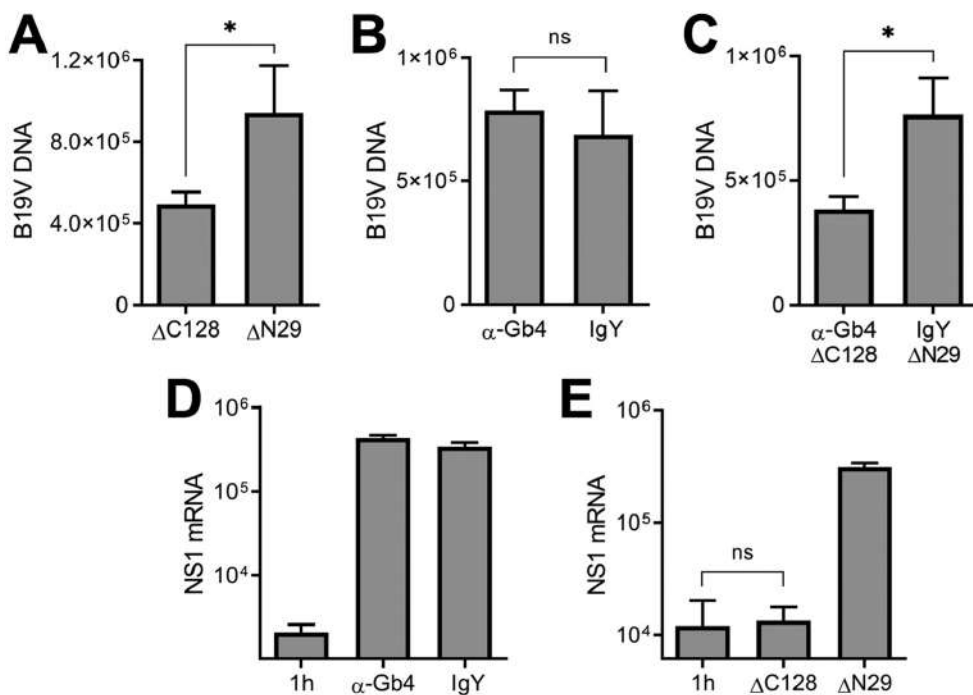 A
B19V DNA
1.2×10⁶
8.0×10⁵
4.0×10⁵
0
*
ΔC128 ΔN29
B
B19V DNA
1×10⁶
5×10⁵
0
ns
α-Gb4 IgY
C
B19V DNA
1×10⁶
5×10⁵
0
*
α-Gb4 IgY
ΔC128 ΔN29
D
NS1 mRNA
10⁶
10⁵
10⁴
1h α-Gb4 IgY
E
NS1 mRNA
10⁶
10⁵
10⁴
ns
1h ΔC128 ΔN29